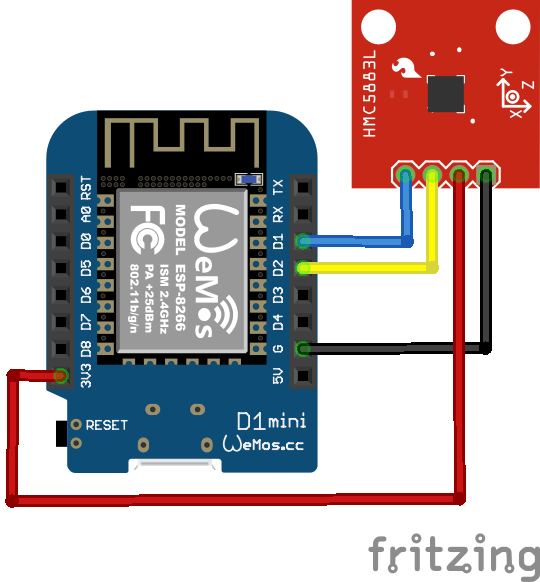 HMC5883L
Y
Z
X
RST
A0
D0
D5
D6
D7
D8
3V3
TX
RX
D1
D2
D3
D4
G
5V
WeMos
MODEL ESP-8266
ISM 2.4GHz
PA +25dBm
802.11b/g/n
FC
RESET
D1mini
WeMos.cc
fritzing